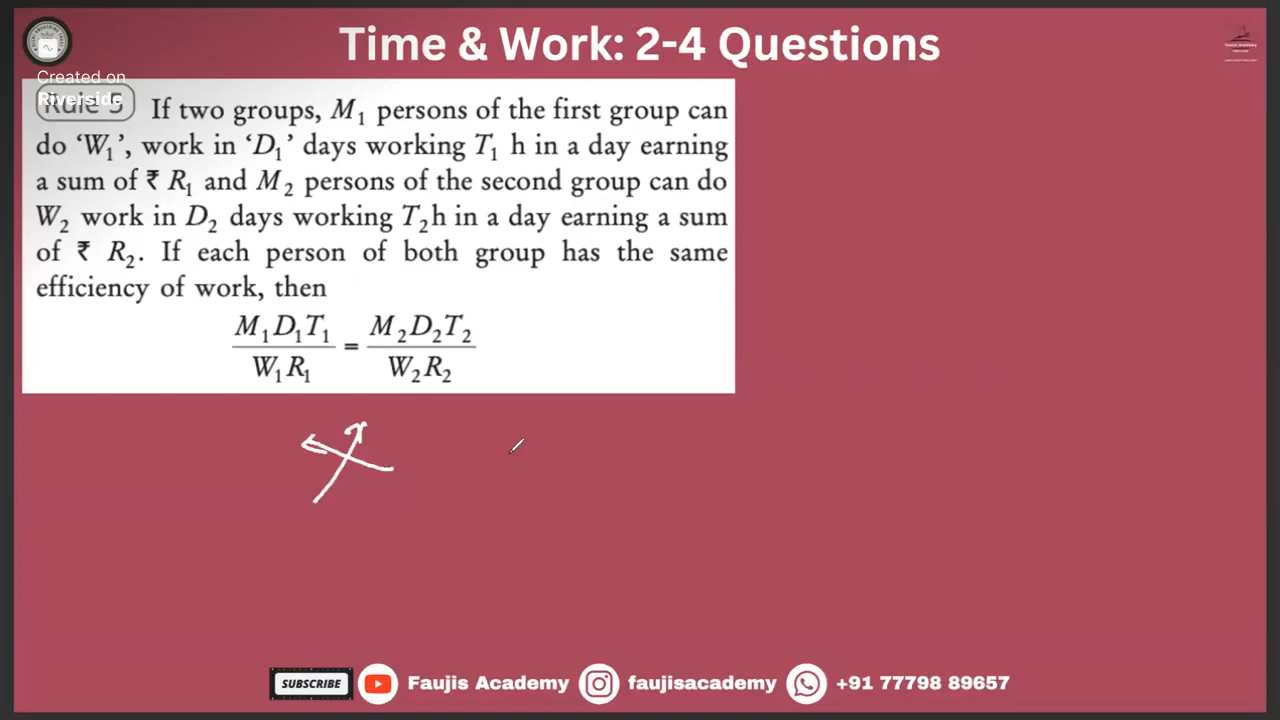 Time & Work: 2-4 Questions
Created on
Riverside
Rule 5 If two groups, M₁ persons of the first group can
do ‘W₁’, work in ‘D₁’ days working T₁ h in a day earning
a sum of ₹ R₁ and M₂ persons of the second group can do
W₂ work in D₂ days working T₂h in a day earning a sum
of ₹ R₂. If each person of both group has the same
efficiency of work, then
M₁D₁T₁ / W₁R₁ = M₂D₂T₂ / W₂R₂
SUBSCRIBE Faujis Academy faujisacademy +91 77798 89657